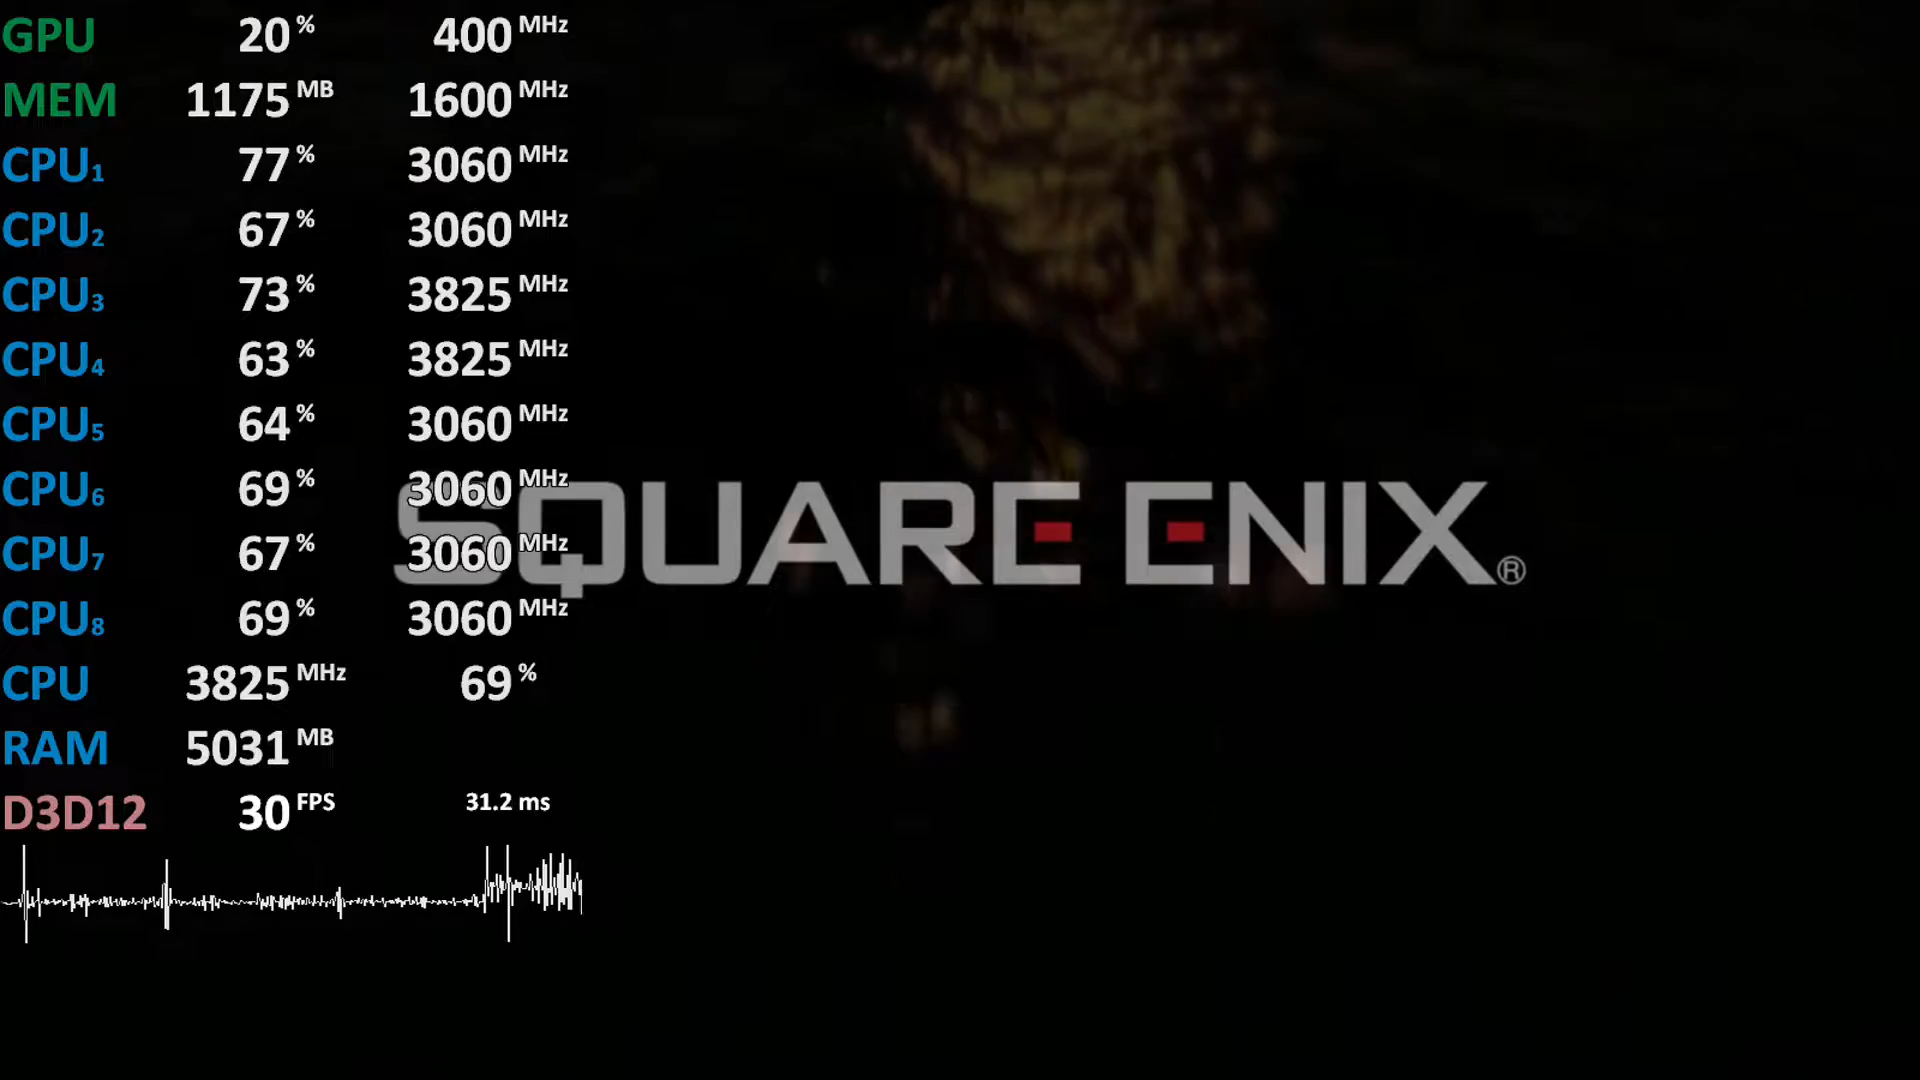 GPU 20 % 400 MHz
MEM 1175 MB 1600 MHz
CPU1 77 % 3060 MHz
CPU2 67 % 3060 MHz
CPU3 73 % 3825 MHz
CPU4 63 % 3825 MHz
CPU5 64 % 3060 MHz
CPU6 69 % 3060 MHz
SQUARE ENIX®
CPU7 67 % 3060 MHz
CPU8 69 % 3060 MHz
CPU 3825 MHz 69 %
RAM 5031 MB
D3D12 30 FPS 31.2 ms